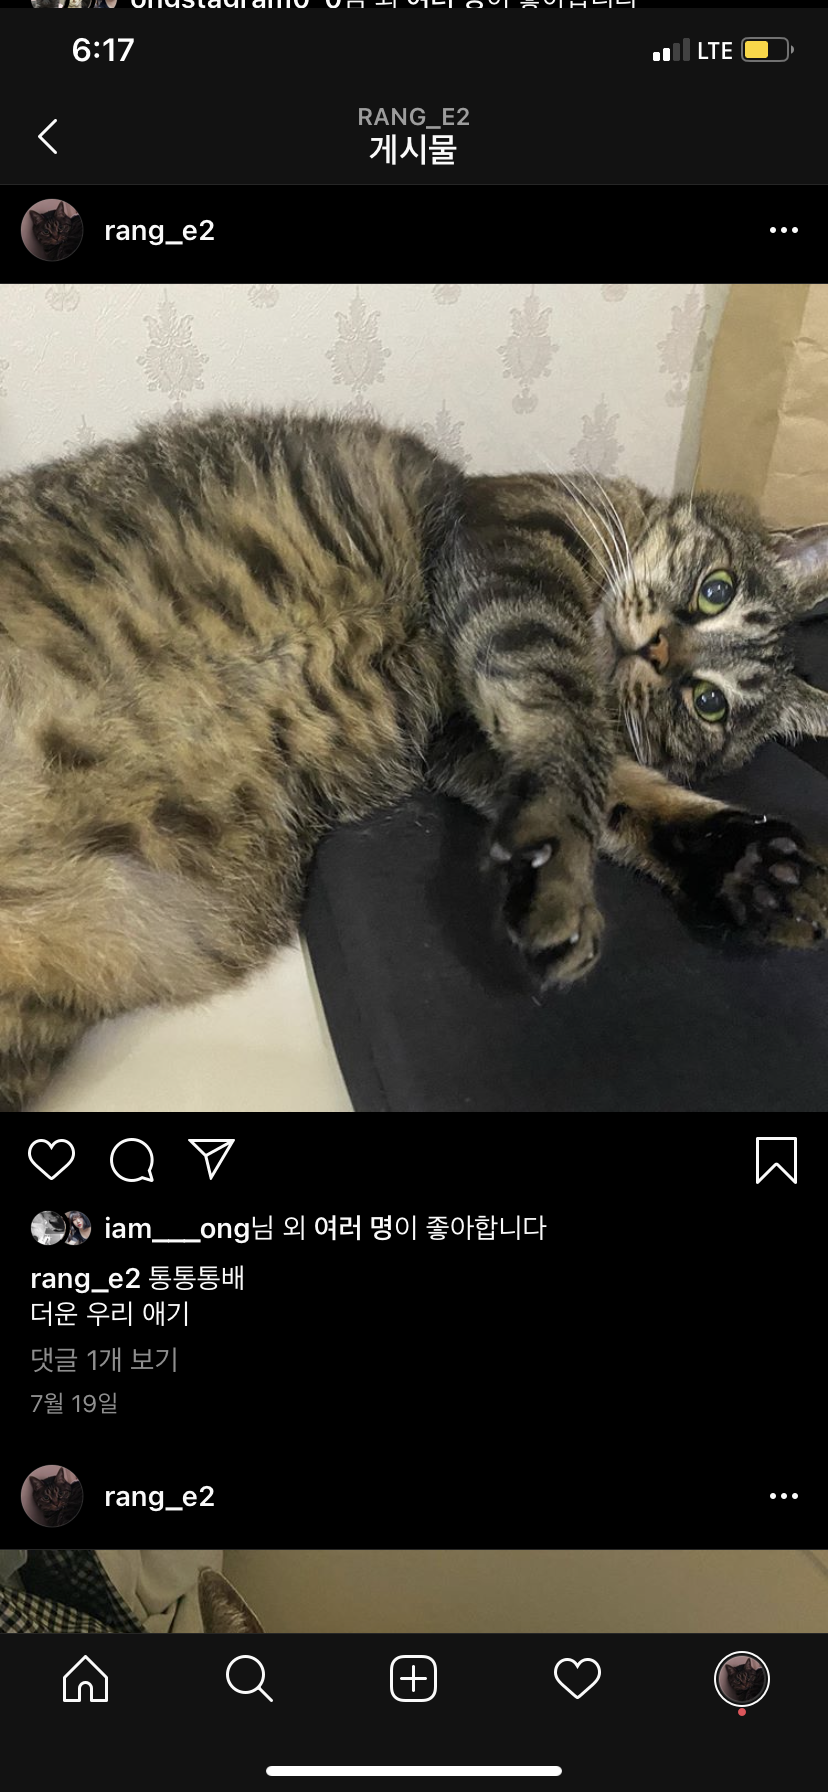 6:17
LTE
RANG_E2
게시물
rang_e2
iam___ong님 외 여러 명이 좋아합니다
rang_e2 통통통배
더운 우리 애기
댓글 1개 보기
7월 19일
rang_e2